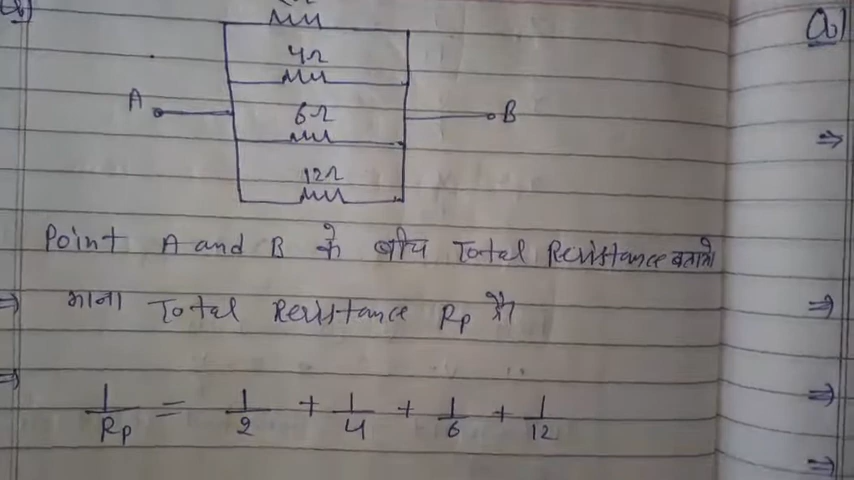 4Ω
A
6Ω
B
12Ω
Point A and B के बीच Total Resistance बताओ
⇒ माना Total Resistance Rp है
⇒ 1/Rp = 1/2 + 1/4 + 1/6 + 1/12